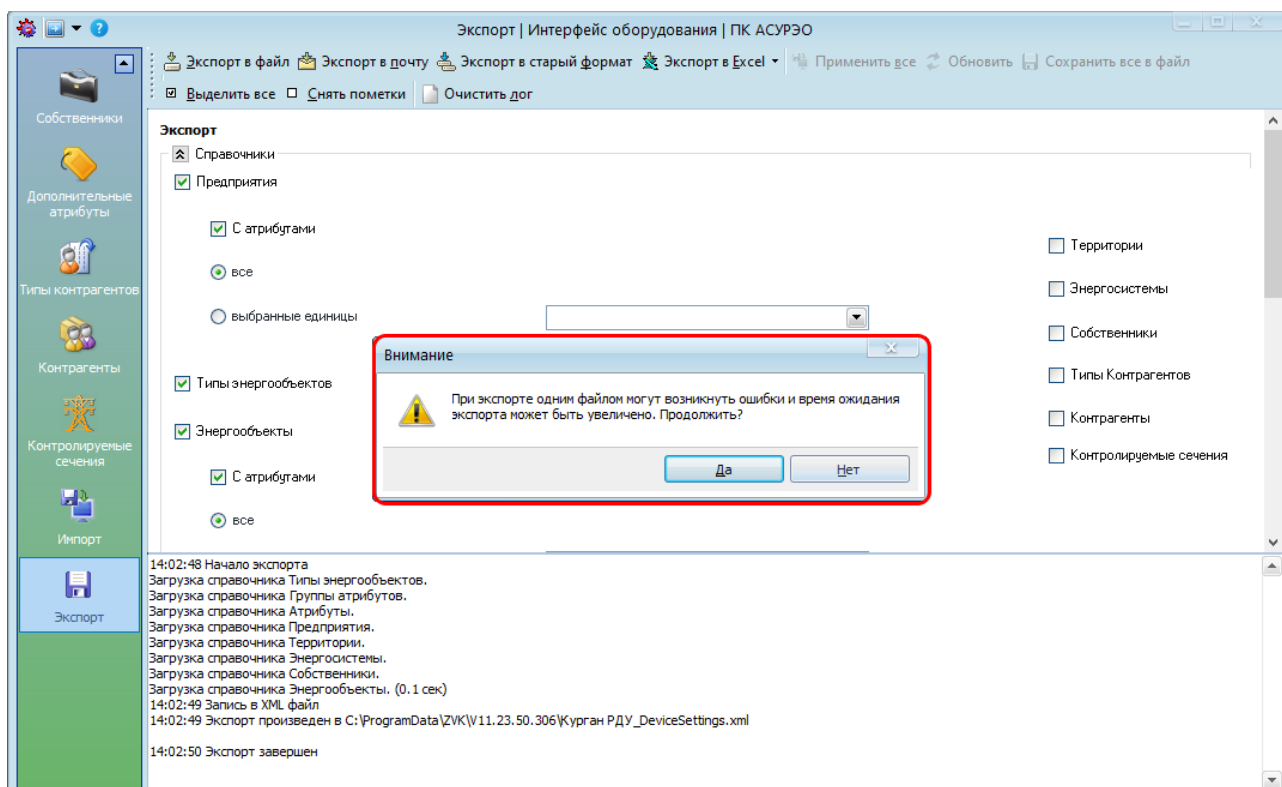 Экспорт | Интерфейс оборудования | ПК АСУРЭО
Экспорт в файл Экспорт в почту Экспорт в старый формат Экспорт в Excel Применить все Обновить Сохранить все в файл
Выделить все Снять пометки Очистить лог
Собственники
Дополнительные
атрибуты
Типы контрагентов
Контрагенты
Контролируемые
сечения
Импорт
Экспорт
Экспорт
Справочники
Предприятия
С атрибутами
все
выбранные единицы
Типы энергообъектов
Энергообъекты
С атрибутами
все
Территории
Энергосистемы
Собственники
Типы Контрагентов
Контрагенты
Контролируемые сечения
Внимание
При экспорте одним файлом могут возникнуть ошибки и время ожидания
экспорта может быть увеличено. Продолжить?
Да
Нет
14:02:48 Начало экспорта
Загрузка справочника Типы энергообъектов.
Загрузка справочника Группы атрибутов.
Загрузка справочника Атрибуты.
Загрузка справочника Предприятия.
Загрузка справочника Территории.
Загрузка справочника Энергосистемы.
Загрузка справочника Собственники.
Загрузка справочника Энергообъекты. (0.1 сек)
14:02:49 Запись в XML файл
14:02:49 Экспорт произведен в C:\ProgramData\ZVK\V11.23.50.306\Курган РДУ_DeviceSettings.xml
14:02:50 Экспорт завершен